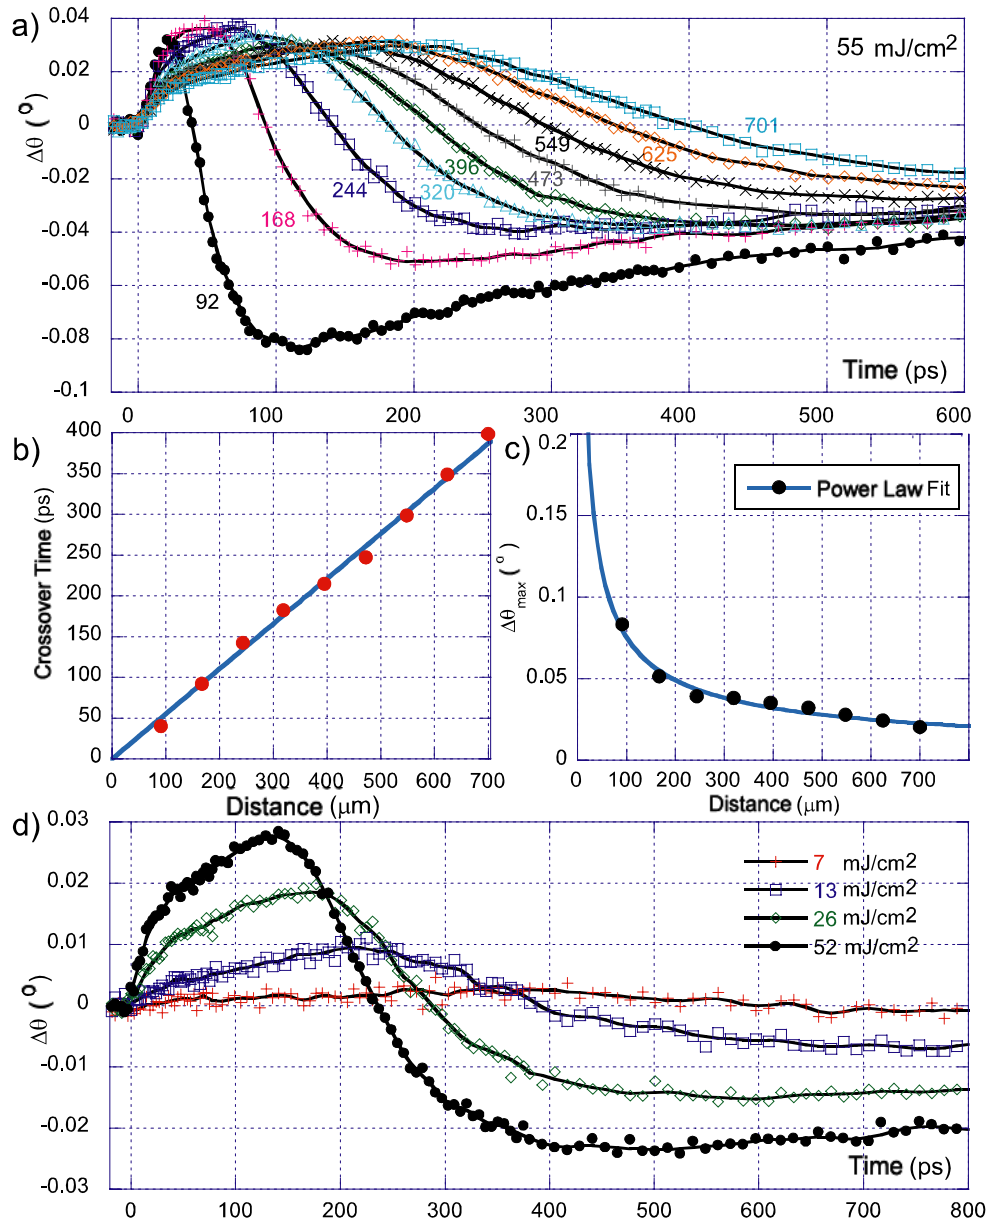 a)
0.04
0.02
0
-0.02
-0.04
-0.06
-0.08
-0.1
Δθ (°)
55 mJ/cm2
92
168
244
320
396
473
549
625
701
Time (ps)
0 100 200 300 400 500 600
b)
400
350
300
250
200
150
100
50
0
Crossover Time (ps)
0 100 200 300 400 500 600 700
Distance (μm)
c)
0.2
0.15
0.1
0.05
0
Δθmax (°)
Power Law Fit
0 100 200 300 400 500 600 700
Distance (μm)
d)
0.03
0.02
0.01
0
-0.01
-0.02
-0.03
Δθ (°)
7 mJ/cm2
13 mJ/cm2
26 mJ/cm2
52 mJ/cm2
Time (ps)
0 100 200 300 400 500 600 700 800